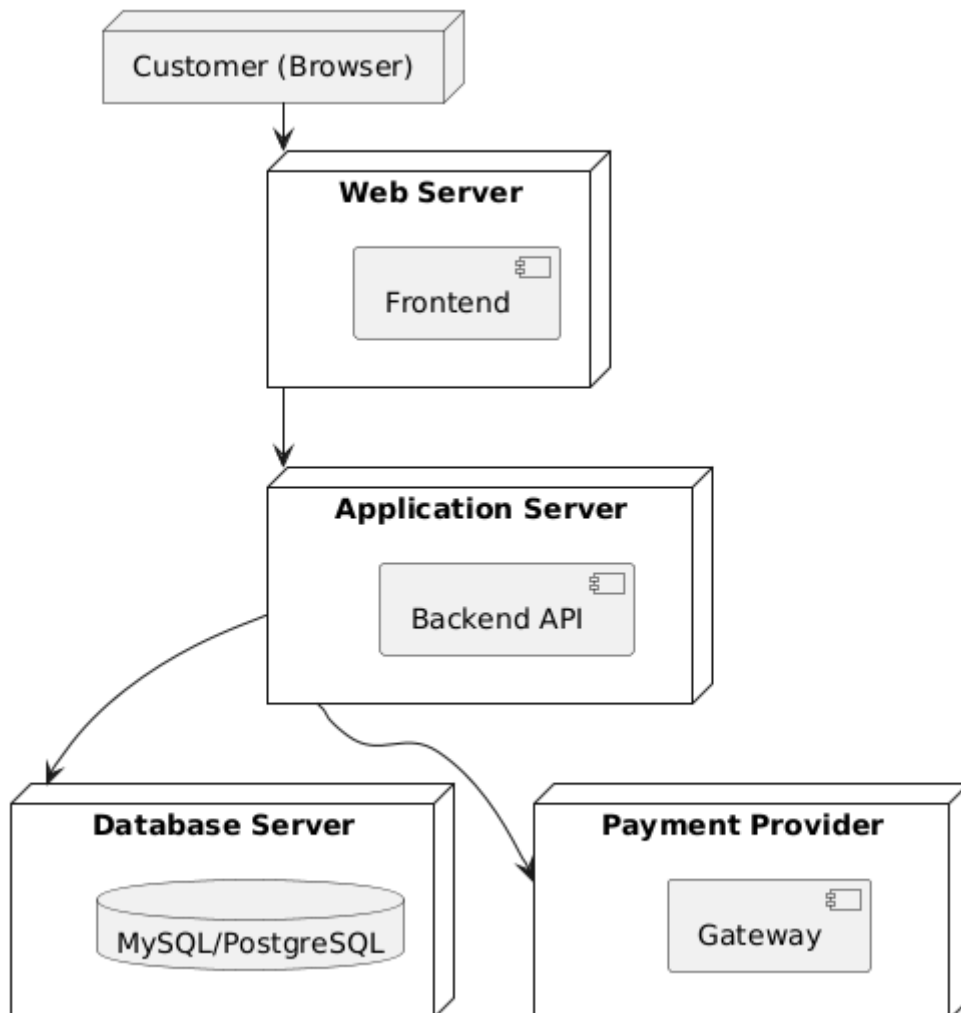 Customer (Browser)
Web Server
Frontend
Application Server
Backend API
Database Server
MySQL/PostgreSQL
Payment Provider
Gateway